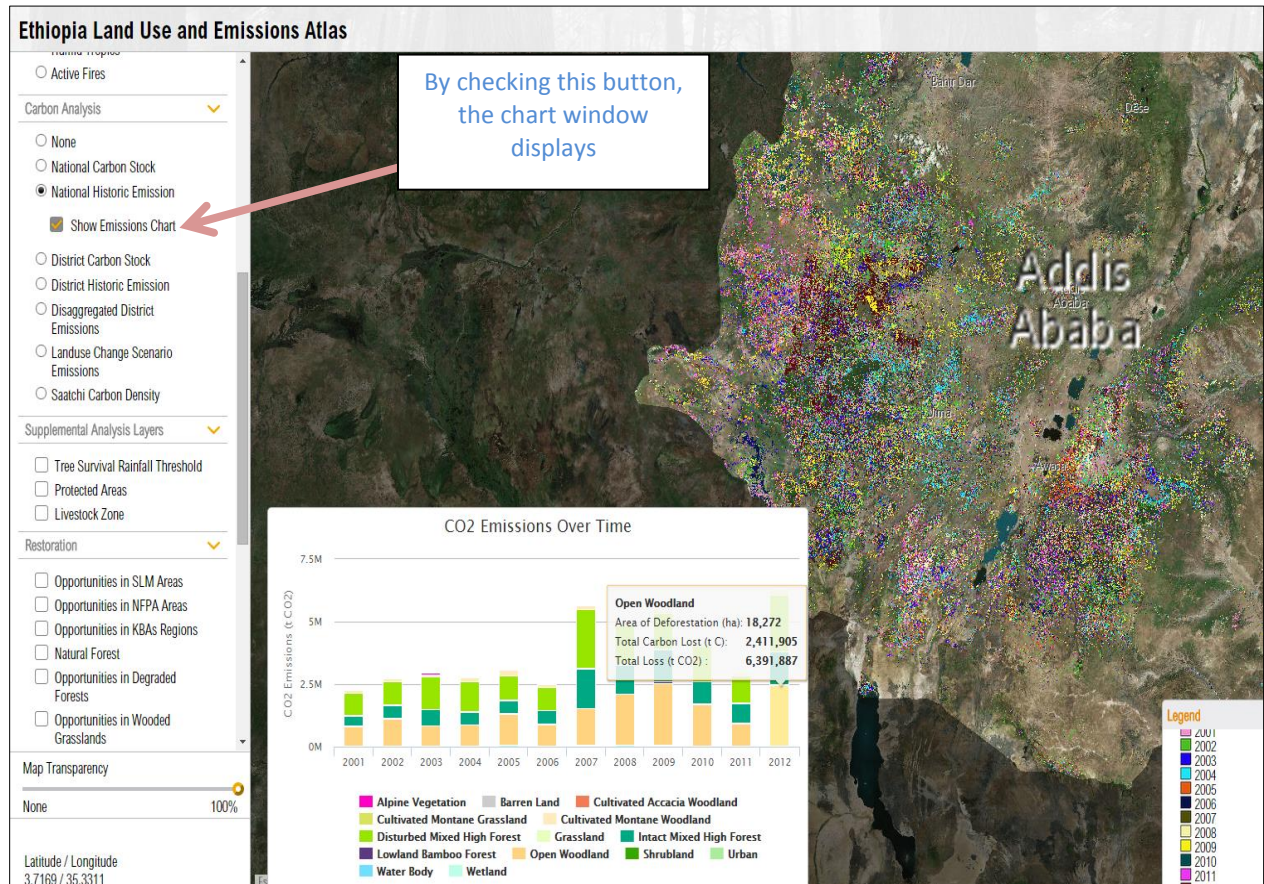 Ethiopia Land Use and Emissions Atlas
Humid Tropics
Active Fires
Carbon Analysis
None
National Carbon Stock
National Historic Emission
Show Emissions Chart
District Carbon Stock
District Historic Emission
Disaggregated District
Emissions
Landuse Change Scenario
Emissions
Saatchi Carbon Density
Supplemental Analysis Layers
Tree Survival Rainfall Threshold
Protected Areas
Livestock Zone
Restoration
Opportunities in SLM Areas
Opportunities in NFPA Areas
Opportunities in KBAs Regions
Natural Forest
Opportunities in Degraded
Forests
Opportunities in Wooded
Grasslands
Map Transparency
None 100%
Latitude / Longitude
3.7169 / 35.3311
By checking this button,
the chart window
displays
Bahir Dar
Dese
Addis
Ababa
Addis
Ababa
Jima
Awasa
CO2 Emissions Over Time
CO2 Emissions (t CO2)
7.5M
5M
2.5M
0M
Open Woodland
Area of Deforestation (ha): 18,272
Total Carbon Lost (t C): 2,411,905
Total Loss (t CO2) : 6,391,887
2001 2002 2003 2004 2005 2006 2007 2008 2009 2010 2011 2012
Alpine Vegetation Barren Land Cultivated Accacia Woodland
Cultivated Montane Grassland Cultivated Montane Woodland
Disturbed Mixed High Forest Grassland Intact Mixed High Forest
Lowland Bamboo Forest Open Woodland Shrubland Urban
Water Body Wetland
Legend
2001
2002
2003
2004
2005
2006
2007
2008
2009
2010
2011